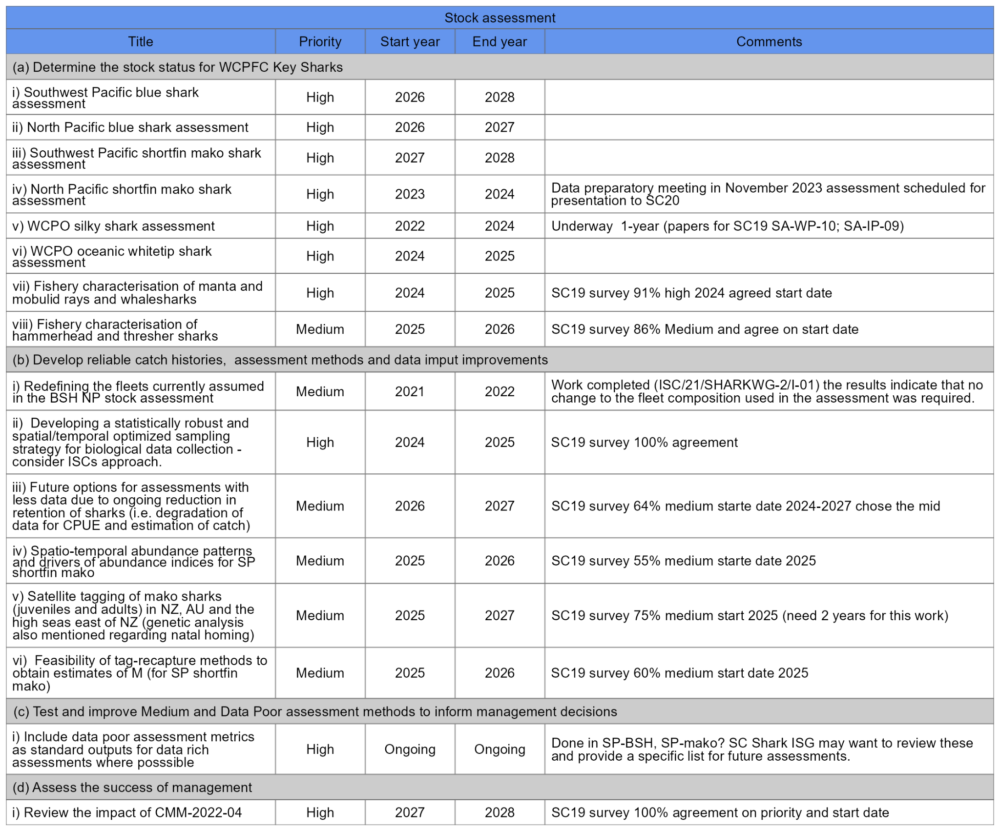 Stock assessment
Title Priority Start year End year Comments
(a) Determine the stock status for WCPFC Key Sharks
i) Southwest Pacific blue shark
assessment
High 2026 2028
ii) North Pacific blue shark assessment High 2026 2027
iii) Southwest Pacific shortfin mako shark
assessment
High 2027 2028
iv) North Pacific shortfin mako shark
assessment
High 2023 2024
Data preparatory meeting in November 2023 assessment scheduled for
presentation to SC20
v) WCPO silky shark assessment High 2022 2024 Underway  1-year (papers for SC19 SA-WP-10; SA-IP-09)
vi) WCPO oceanic whitetip shark
assessment
High 2024 2025
vii) Fishery characterisation of manta and
mobulid rays and whalesharks
High 2024 2025 SC19 survey 91% high 2024 agreed start date
viii) Fishery characterisation of
hammerhead and thresher sharks
Medium 2025 2026 SC19 survey 86% Medium and agree on start date
(b) Develop reliable catch histories,  assessment methods and data imput improvements
i) Redefining the fleets currently assumed
in the BSH NP stock assessment
Medium 2021 2022
Work completed (ISC/21/SHARKWG-2/I-01) the results indicate that no
change to the fleet composition used in the assessment was required.
ii)  Developing a statistically robust and
spatial/temporal optimized sampling
strategy for biological data collection -
consider ISCs approach.
High 2024 2025 SC19 survey 100% agreement
iii) Future options for assessments with
less data due to ongoing reduction in
retention of sharks (i.e. degradation of
data for CPUE and estimation of catch)
Medium 2026 2027 SC19 survey 64% medium starte date 2024-2027 chose the mid
iv) Spatio-temporal abundance patterns
and drivers of abundance indices for SP
shortfin mako
Medium 2025 2026 SC19 survey 55% medium starte date 2025
v) Satellite tagging of mako sharks
(juveniles and adults) in NZ, AU and the
high seas east of NZ (genetic analysis
also mentioned regarding natal homing)
Medium 2025 2027 SC19 survey 75% medium start 2025 (need 2 years for this work)
vi)  Feasibility of tag-recapture methods to
obtain estimates of M (for SP shortfin
mako)
Medium 2025 2026 SC19 survey 60% medium start date 2025
(c) Test and improve Medium and Data Poor assessment methods to inform management decisions
i) Include data poor assessment metrics
as standard outputs for data rich
assessments where posssible
High Ongoing Ongoing
Done in SP-BSH, SP-mako? SC Shark ISG may want to review these
and provide a specific list for future assessments.
(d) Assess the success of management
i) Review the impact of CMM-2022-04 High 2027 2028 SC19 survey 100% agreement on priority and start date